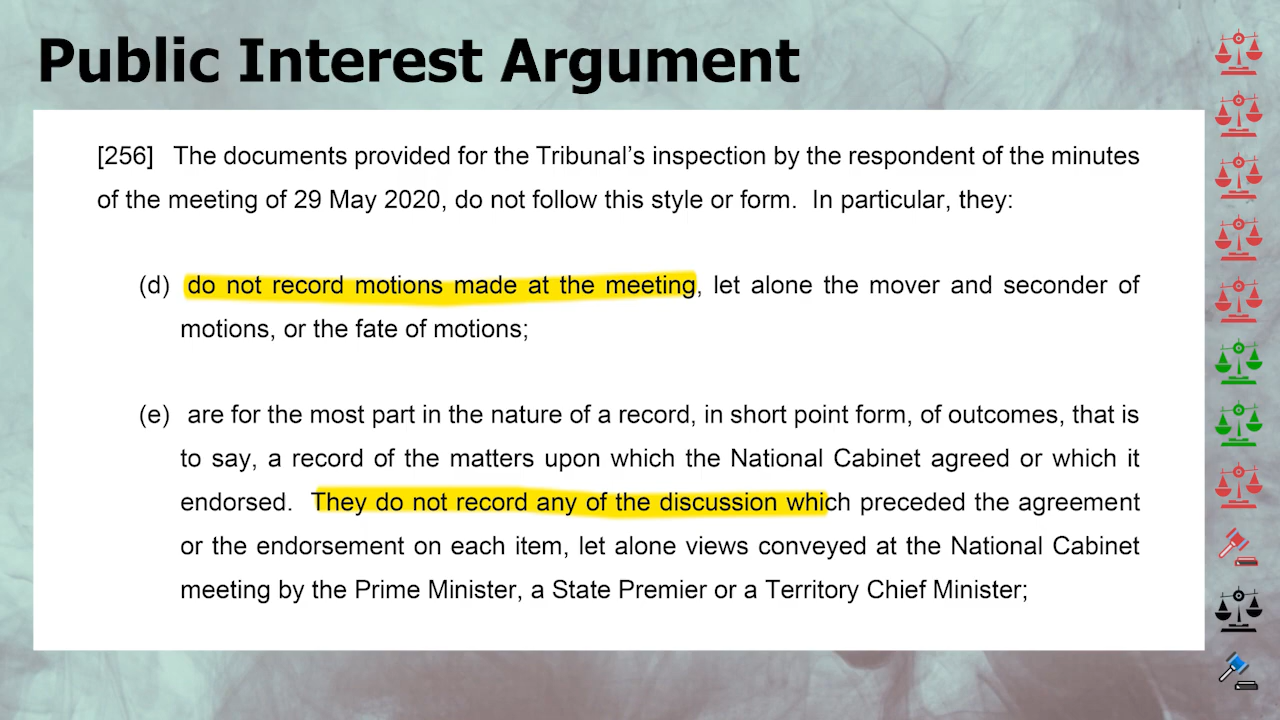 Public Interest Argument
[256] The documents provided for the Tribunal’s inspection by the respondent of the minutes
of the meeting of 29 May 2020, do not follow this style or form. In particular, they:
(d) do not record motions made at the meeting, let alone the mover and seconder of
motions, or the fate of motions;
(e) are for the most part in the nature of a record, in short point form, of outcomes, that is
to say, a record of the matters upon which the National Cabinet agreed or which it
endorsed. They do not record any of the discussion which preceded the agreement
or the endorsement on each item, let alone views conveyed at the National Cabinet
meeting by the Prime Minister, a State Premier or a Territory Chief Minister;